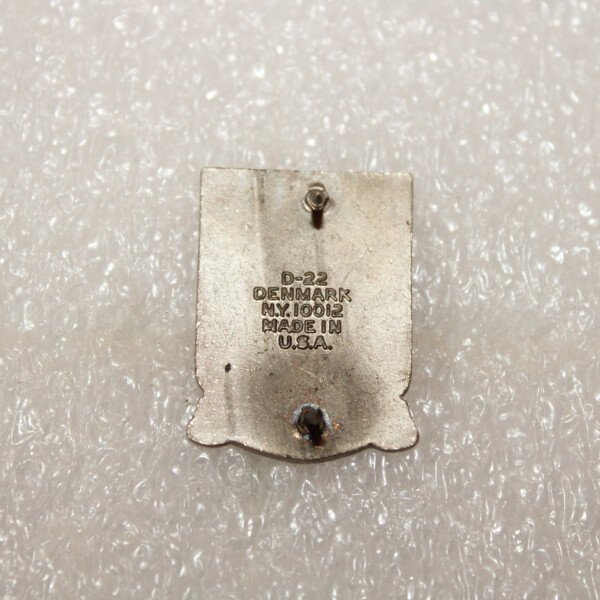 D-22
DENMARK
N.Y. 10012
MADE IN
U.S.A.